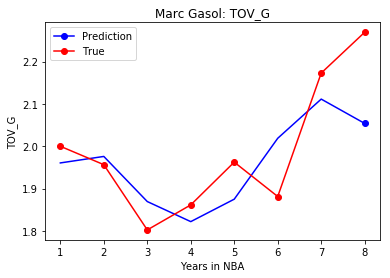 Marc Gasol: TOV_G
Prediction
True
TOV_G
2.2
2.1
2.0
1.9
1.8
1 2 3 4 5 6 7 8
Years in NBA